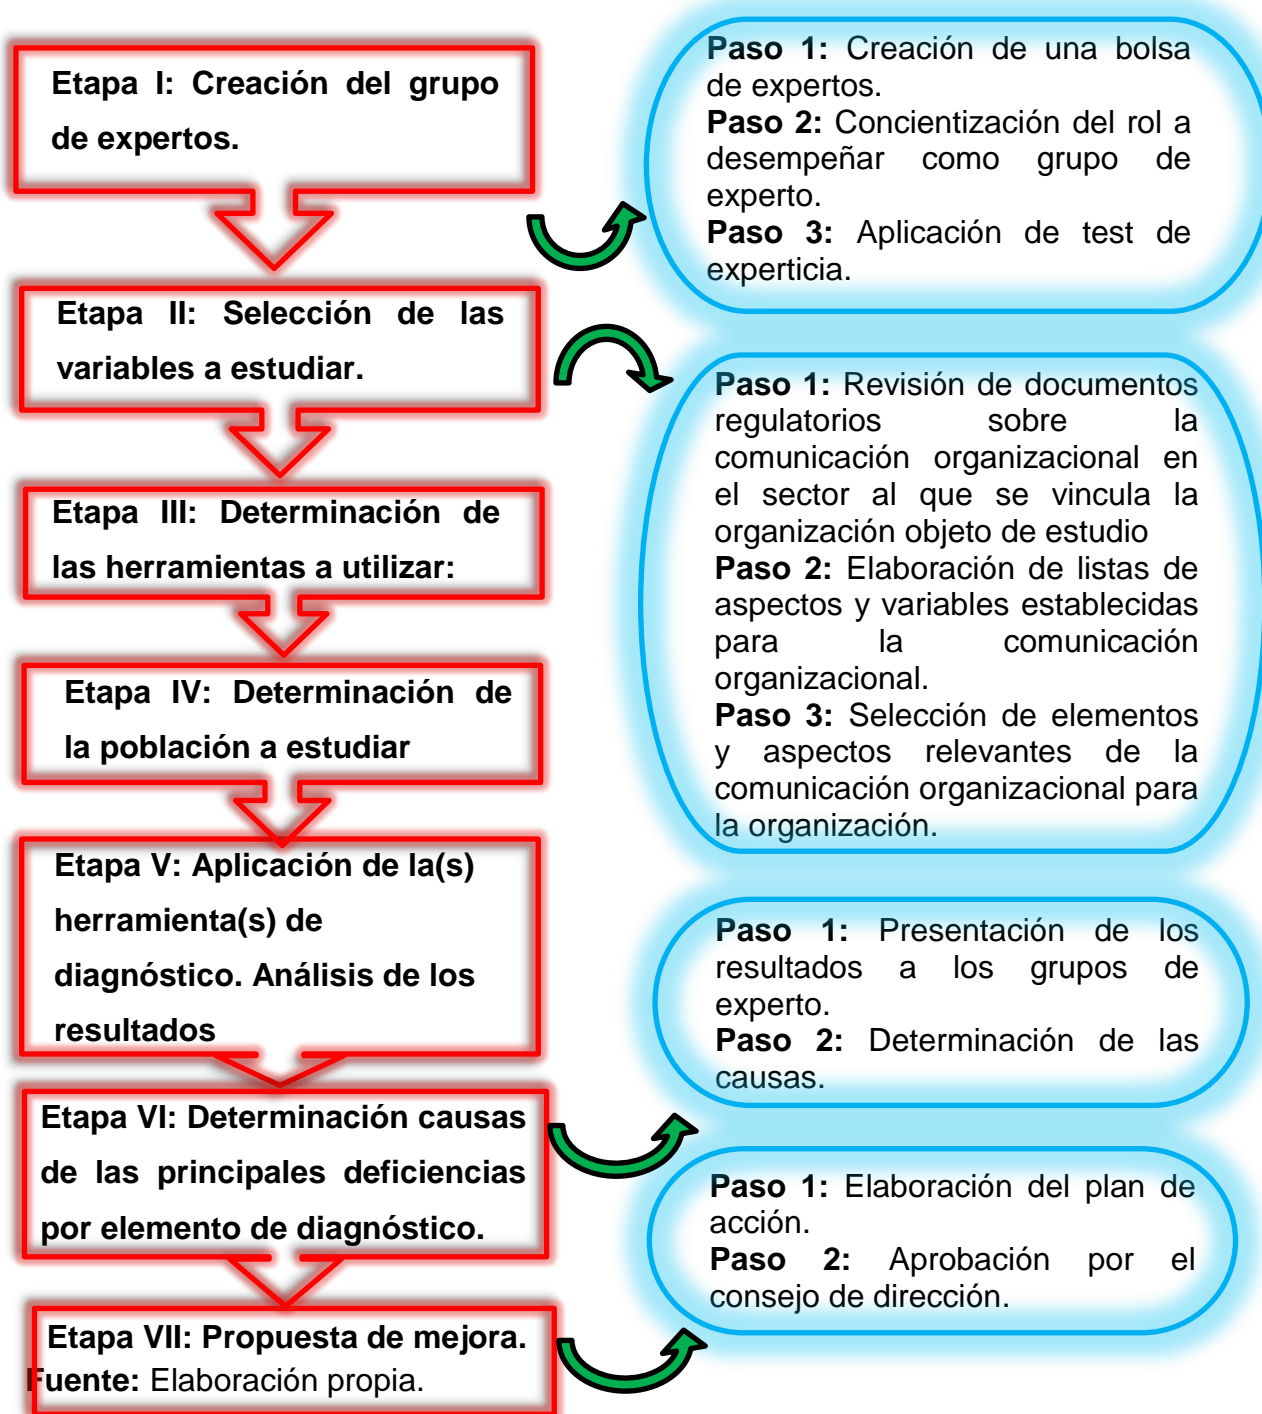 Etapa I: Creación del grupo
de expertos.
Paso 1: Creación de una bolsa
de expertos.
Paso 2: Concientización del rol a
desempeñar como grupo de
experto.
Paso 3: Aplicación de test de
experticia.
Etapa II: Selección de las
variables a estudiar.
Paso 1: Revisión de documentos
regulatorios sobre la
comunicación organizacional en
el sector al que se vincula la
organización objeto de estudio
Paso 2: Elaboración de listas de
aspectos y variables establecidas
para la comunicación
organizacional.
Paso 3: Selección de elementos
y aspectos relevantes de la
comunicación organizacional para
la organización.
Etapa III: Determinación de
las herramientas a utilizar:
Etapa IV: Determinación de
la población a estudiar
Etapa V: Aplicación de la(s)
herramienta(s) de
diagnóstico. Análisis de los
resultados
Etapa VI: Determinación causas
de las principales deficiencias
por elemento de diagnóstico.
Paso 1: Presentación de los
resultados a los grupos de
experto.
Paso 2: Determinación de las
causas.
Etapa VII: Propuesta de mejora.
Paso 1: Elaboración del plan de
acción.
Paso 2: Aprobación por el
consejo de dirección.
Fuente: Elaboración propia.